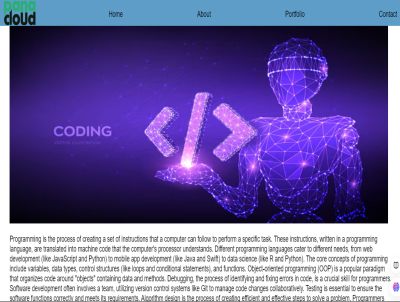 pana
cloud
Home About Portfolio Contact
</>
CODING
Programming is the process of creating a set of instructions that a computer can follow to perform a specific task. These instructions, written in a programming
language, are translated into machine code that the computer's processor understands. Different programming languages cater to different needs, from web
development (like JavaScript and Python) to mobile app development (like Java and Swift) to data science (like R and Python). The core concepts of programming
include variables, data types, control structures (like loops and conditional statements), and functions. Object-oriented programming (OOP) is a popular paradigm
that organizes code around "objects" containing data and methods. Debugging, the process of identifying and fixing errors in code, is a crucial skill for programmers.
Software development often involves a team, utilizing version control systems like Git to manage code changes collaboratively. Testing is essential to ensure the
software functions correctly and meets its requirements. Algorithm design is the process of creating efficient and effective steps to solve a problem. Programmers